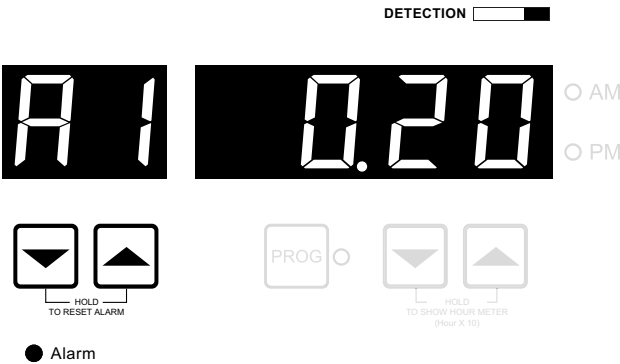 DETECTION
A1 0.20
AM
PM
PROG
HOLD
TO RESET ALARM
HOLD
TO SHOW HOUR METER
(Hour X 10)
Alarm